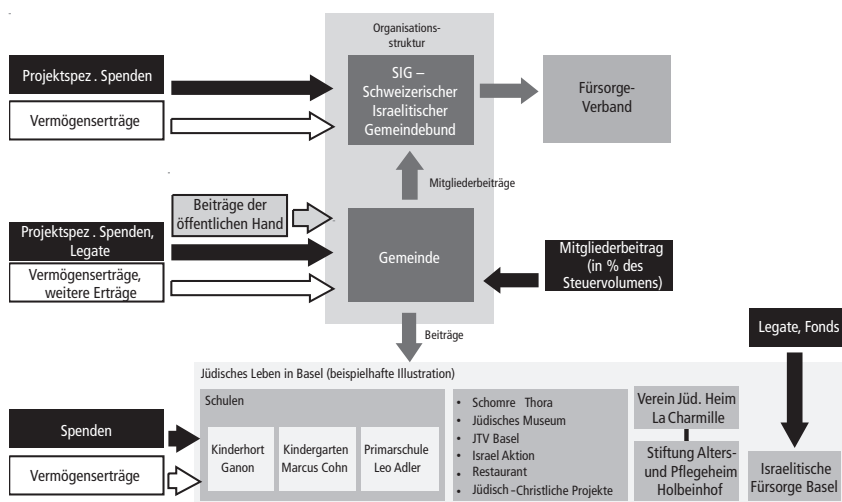 Organisations-
struktur
Projektspez . Spenden
Vermögenserträge
SIG –
Schweizerischer
Israelitischer
Gemeindebund
Fürsorge-
Verband
Mitgliederbeiträge
Beiträge der
öffentlichen Hand
Projektspez . Spenden,
Legate
Vermögenserträge,
weitere Erträge
Gemeinde
Mitgliederbeitrag
(in % des
Steuervolumens)
Beiträge
Legate, Fonds
Jüdisches Leben in Basel (beispielhafte Illustration)
Spenden
Vermögenserträge
Schulen
Kinderhort
Ganon
Kindergarten
Marcus Cohn
Primarschule
Leo Adler
• Schomre Thora
• Jüdisches Museum
• JTV Basel
• Israel Aktion
• Restaurant
• Jüdisch-Christliche Projekte
Verein Jüd. Heim
La Charmille
Stiftung Alters-
und Pflegeheim
Holbeinhof
Israelitische
Fürsorge Basel